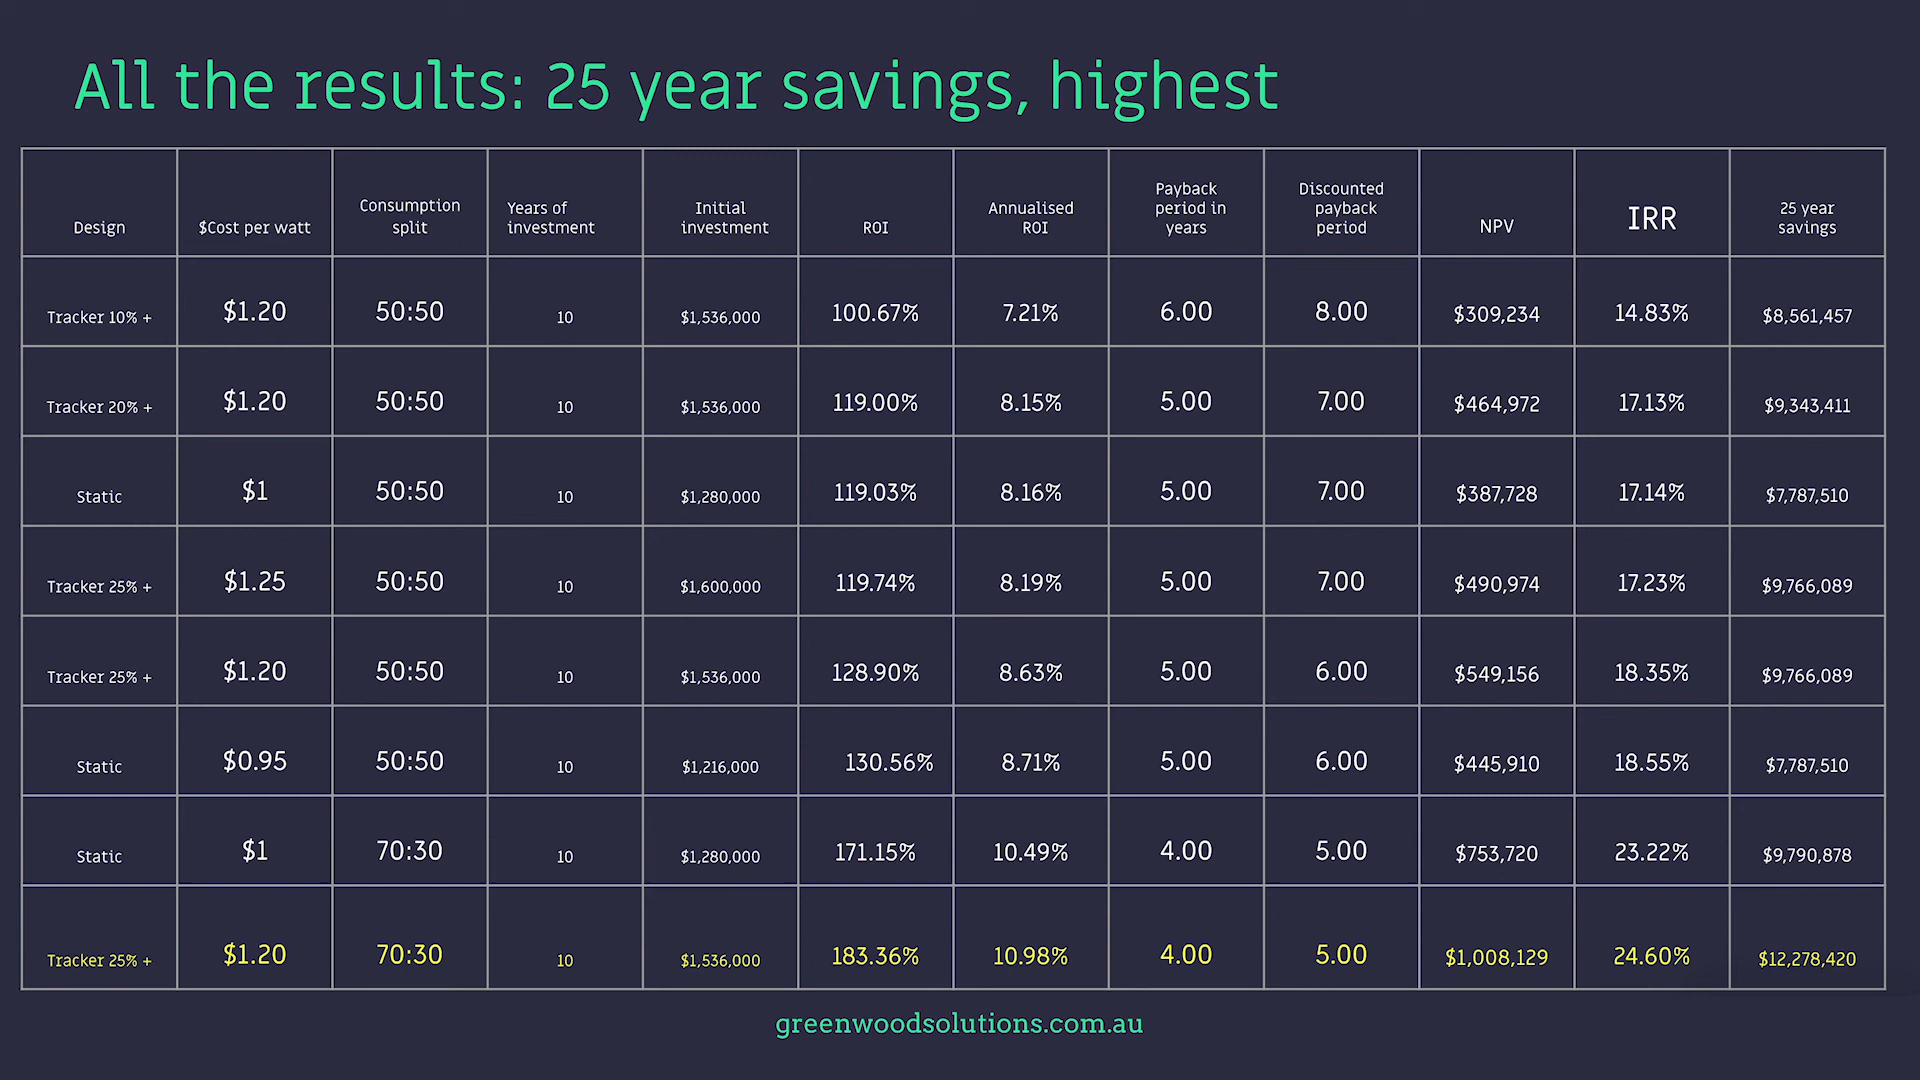 All the results: 25 year savings, highest
Design $Cost per watt Consumption split Years of investment Initial investment ROI Annualised ROI Payback period in years Discounted payback period NPV IRR 25 year savings
Tracker 10% + $1.20 50:50 10 $1,536,000 100.67% 7.21% 6.00 8.00 $309,234 14.83% $8,561,457
Tracker 20% + $1.20 50:50 10 $1,536,000 119.00% 8.15% 5.00 7.00 $464,972 17.13% $9,343,411
Static $1 50:50 10 $1,280,000 119.03% 8.16% 5.00 7.00 $387,728 17.14% $7,787,510
Tracker 25% + $1.25 50:50 10 $1,600,000 119.74% 8.19% 5.00 7.00 $490,974 17.23% $9,766,089
Tracker 25% + $1.20 50:50 10 $1,536,000 128.90% 8.63% 5.00 6.00 $549,156 18.35% $9,766,089
Static $0.95 50:50 10 $1,216,000 130.56% 8.71% 5.00 6.00 $445,910 18.55% $7,787,510
Static $1 70:30 10 $1,280,000 171.15% 10.49% 4.00 5.00 $753,720 23.22% $9,790,878
Tracker 25% + $1.20 70:30 10 $1,536,000 183.36% 10.98% 4.00 5.00 $1,008,129 24.60% $12,278,420
greenwoodsolutions.com.au